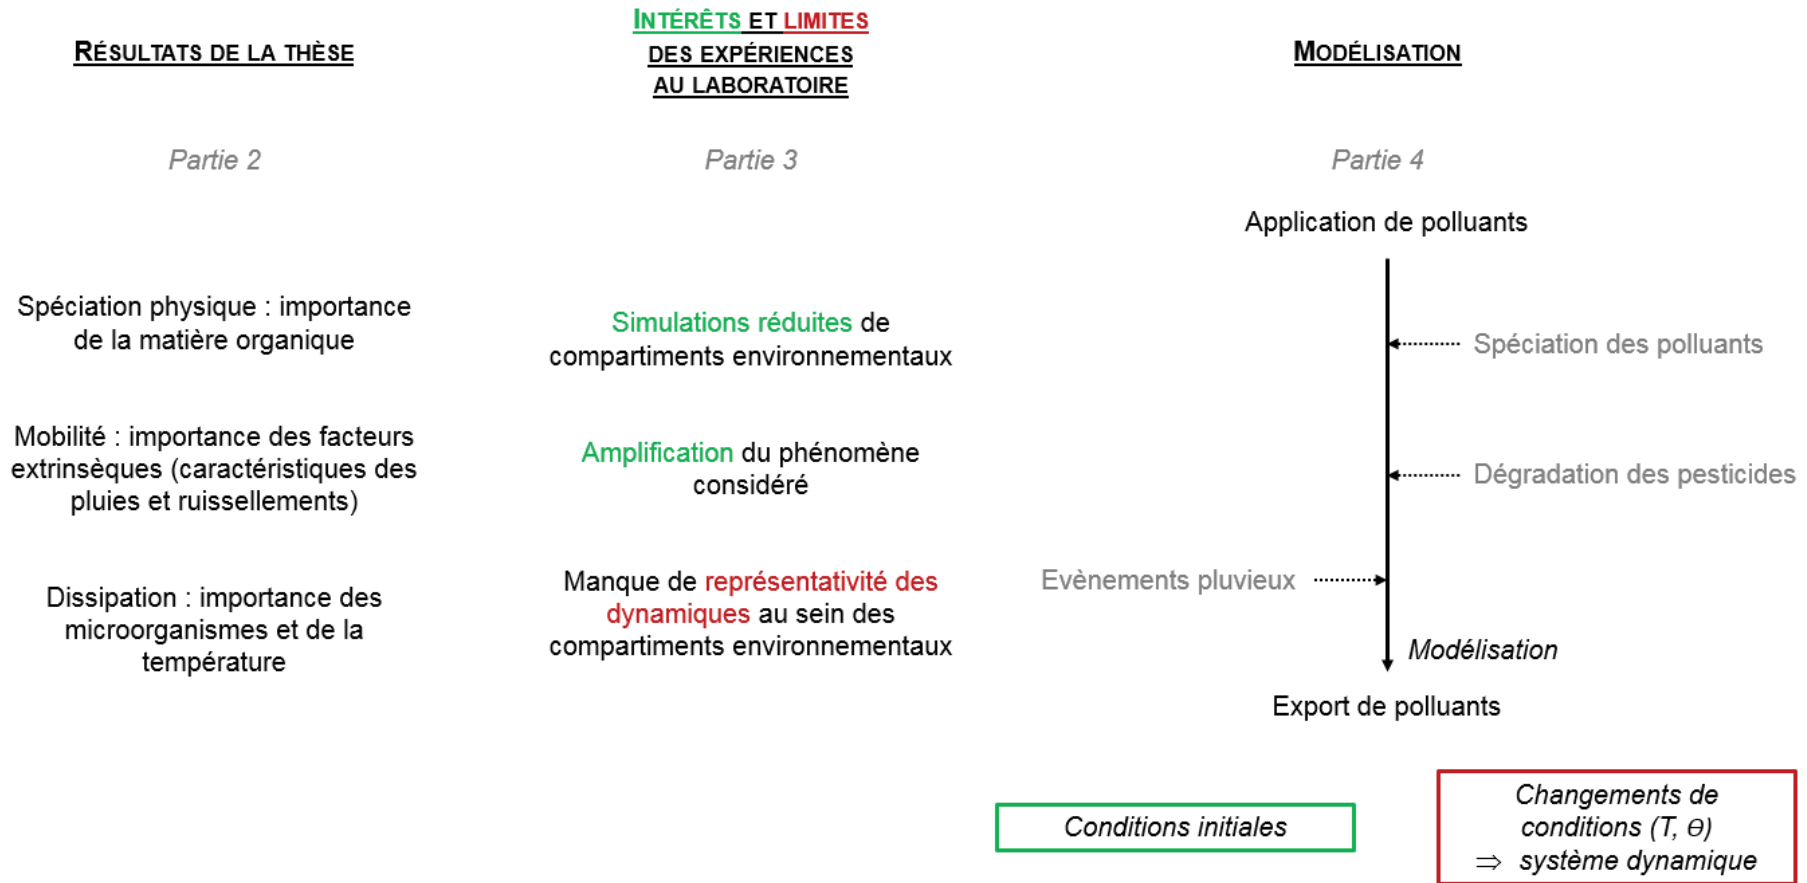 RÉSULTATS DE LA THÈSE
Partie 2
Spéciation physique : importance
de la matière organique
Mobilité : importance des facteurs
extrinsèques (caractéristiques des
pluies et ruissellements)
Dissipation : importance des
microorganismes et de la
température
INTÉRÊTS ET LIMITES
DES EXPÉRIENCES
AU LABORATOIRE
Partie 3
Simulations réduites de
compartiments environnementaux
Amplification du phénomène
considéré
Manque de représentativité des
dynamiques au sein des
compartiments environnementaux
MODÉLISATION
Partie 4
Application de polluants
Spéciation des polluants
Dégradation des pesticides
Evènements pluvieux
Modélisation
Export de polluants
Conditions initiales
Changements de
conditions (T, Θ)
⇒ système dynamique